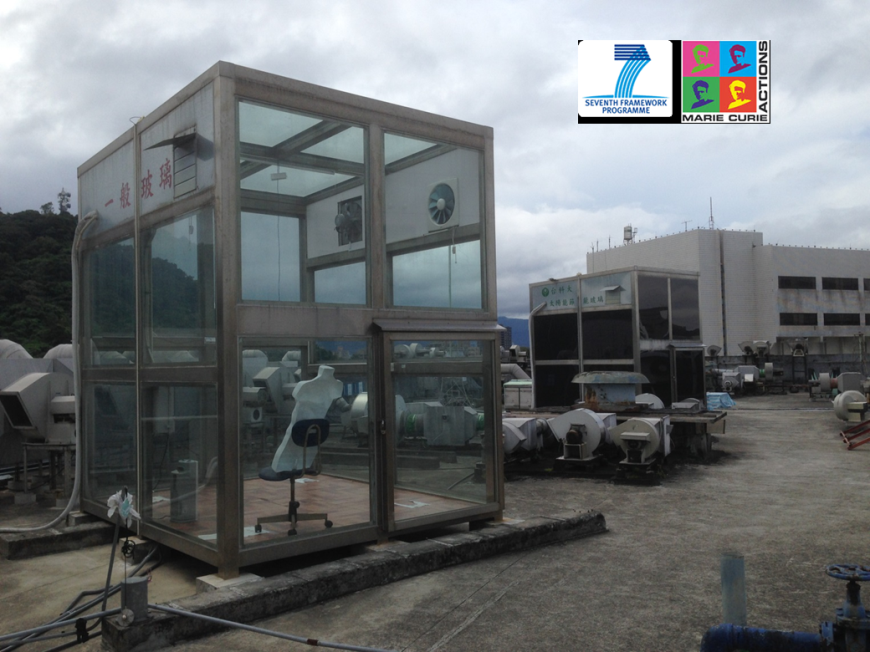 SEVENTH FRAMEWORK
PROGRAMME
MARIE CURIE
ACTIONS
一般玻璃